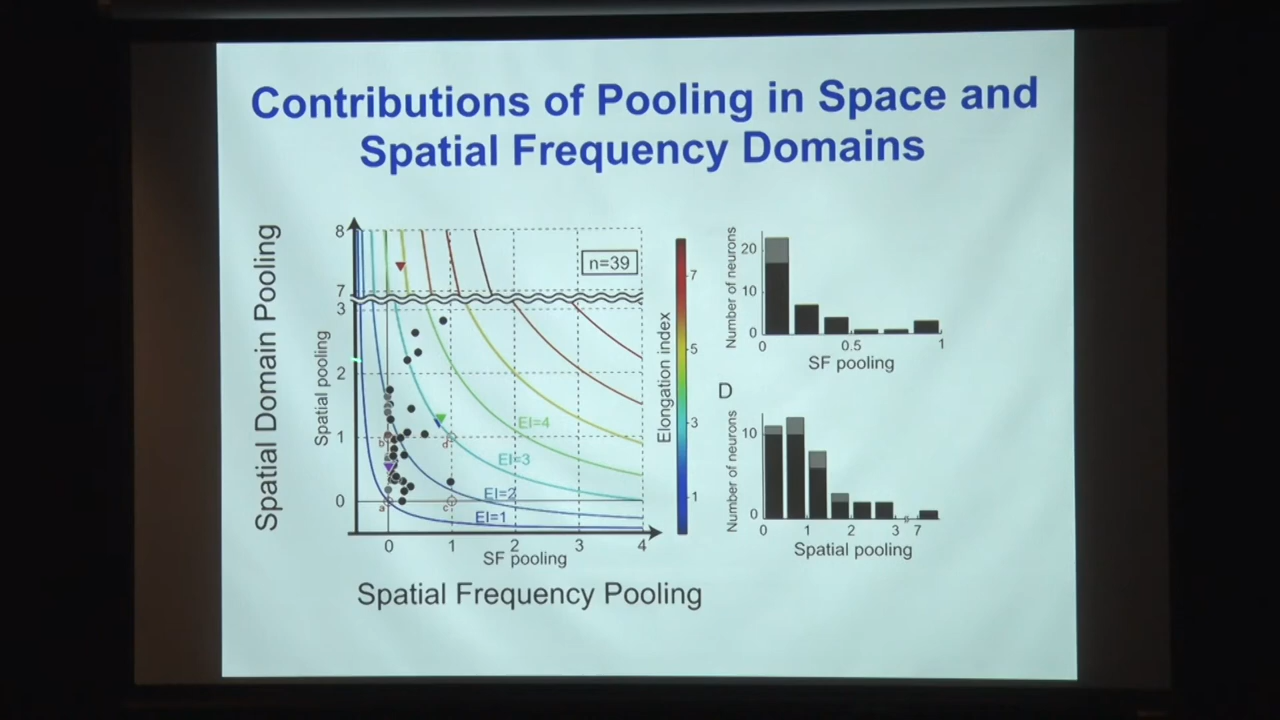 Contributions of Pooling in Space and
Spatial Frequency Domains
Spatial Domain Pooling
Spatial pooling
8
7
3
2
1
0
n=39
EI=4
EI=3
EI=2
EI=1
a
b
c
d
0 1 2 3 4
SF pooling
Spatial Frequency Pooling
Elongation index
7
5
3
1
Number of neurons
20
10
0
0 0.5 1
SF pooling
D
Number of neurons
10
0
0 1 2 3 7
Spatial pooling